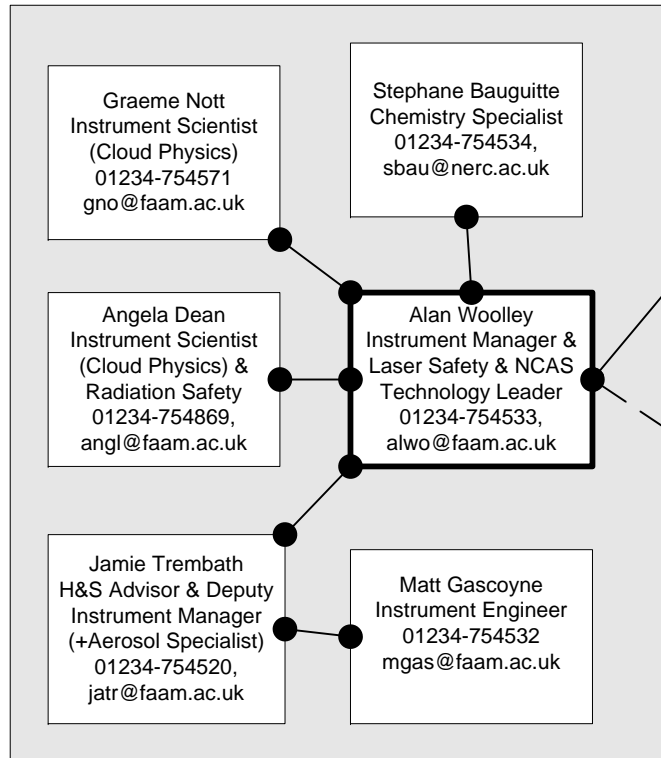 Graeme Nott
Instrument Scientist
(Cloud Physics)
01234-754571
gno@faam.ac.uk
Stephane Bauguitte
Chemistry Specialist
01234-754534,
sbau@nerc.ac.uk
Angela Dean
Instrument Scientist
(Cloud Physics) &
Radiation Safety
01234-754869,
angl@faam.ac.uk
Alan Woolley
Instrument Manager &
Laser Safety & NCAS
Technology Leader
01234-754533,
alwo@faam.ac.uk
Jamie Trembath
H&S Advisor & Deputy
Instrument Manager
(+Aerosol Specialist)
01234-754520,
jatr@faam.ac.uk
Matt Gascoyne
Instrument Engineer
01234-754532
mgas@faam.ac.uk